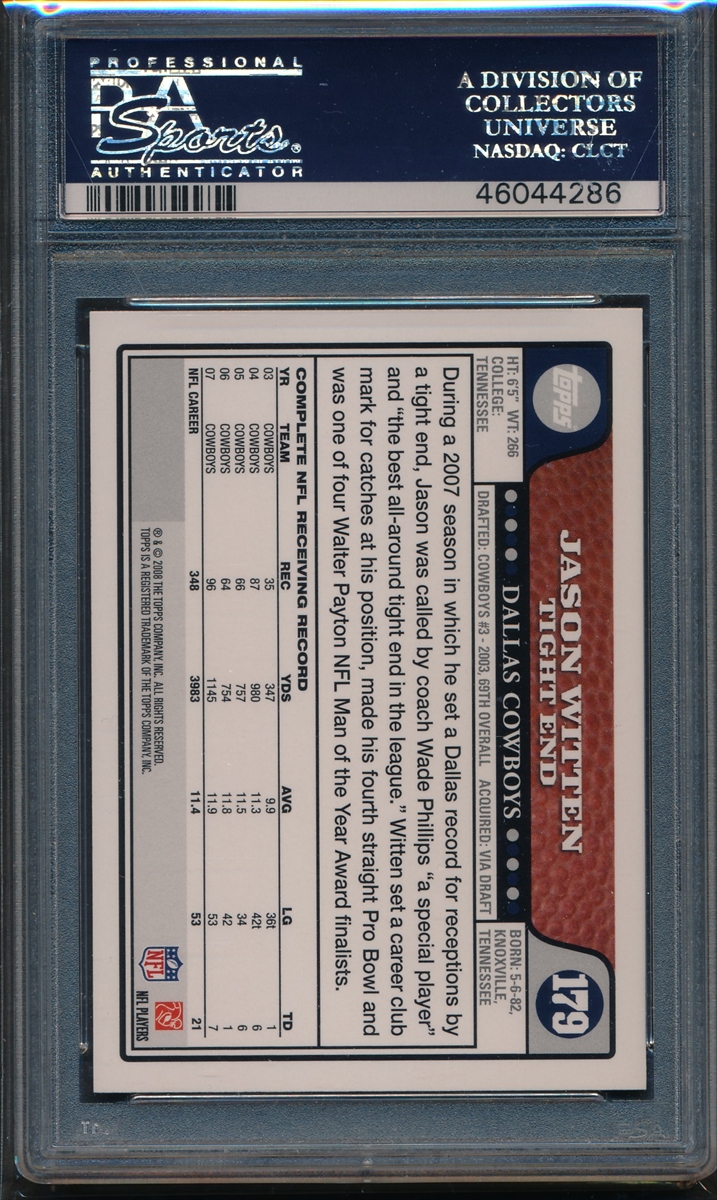 PROFESSIONAL
PSA
Sports®
AUTHENTICATOR
A DIVISION OF
COLLECTORS
UNIVERSE
NASDAQ: CLCT
46044286
topps
JASON WITTEN
TIGHT END
179
DALLAS COWBOYS
HT: 6'5" WT: 266
COLLEGE:
TENNESSEE
DRAFTED: COWBOYS #3 - 2003, 69TH OVERALL ACQUIRED: VIA DRAFT
BORN: 5-6-82,
KNOXVILLE,
TENNESSEE
During a 2007 season in which he set a Dallas record for receptions by
a tight end, Jason was called by coach Wade Phillips "a special player"
and "the best all-around tight end in the league." Witten set a career club
mark for catches at his position, made his fourth straight Pro Bowl and
was one of four Walter Payton NFL Man of the Year Award finalists.
COMPLETE NFL RECEIVING RECORD
YR TEAM REC YDS AVG LG TD
03 COWBOYS 35 347 9.9 36t 1
04 COWBOYS 87 980 11.3 42t 6
05 COWBOYS 66 757 11.5 34 6
06 COWBOYS 64 754 11.8 42 1
07 COWBOYS 96 1145 11.9 53 7
NFL CAREER 348 3983 11.4 53 21
® & © 2008 THE TOPPS COMPANY, INC. ALL RIGHTS RESERVED.
TOPPS IS A REGISTERED TRADEMARK OF THE TOPPS COMPANY, INC.
NFL
NFL PLAYERS